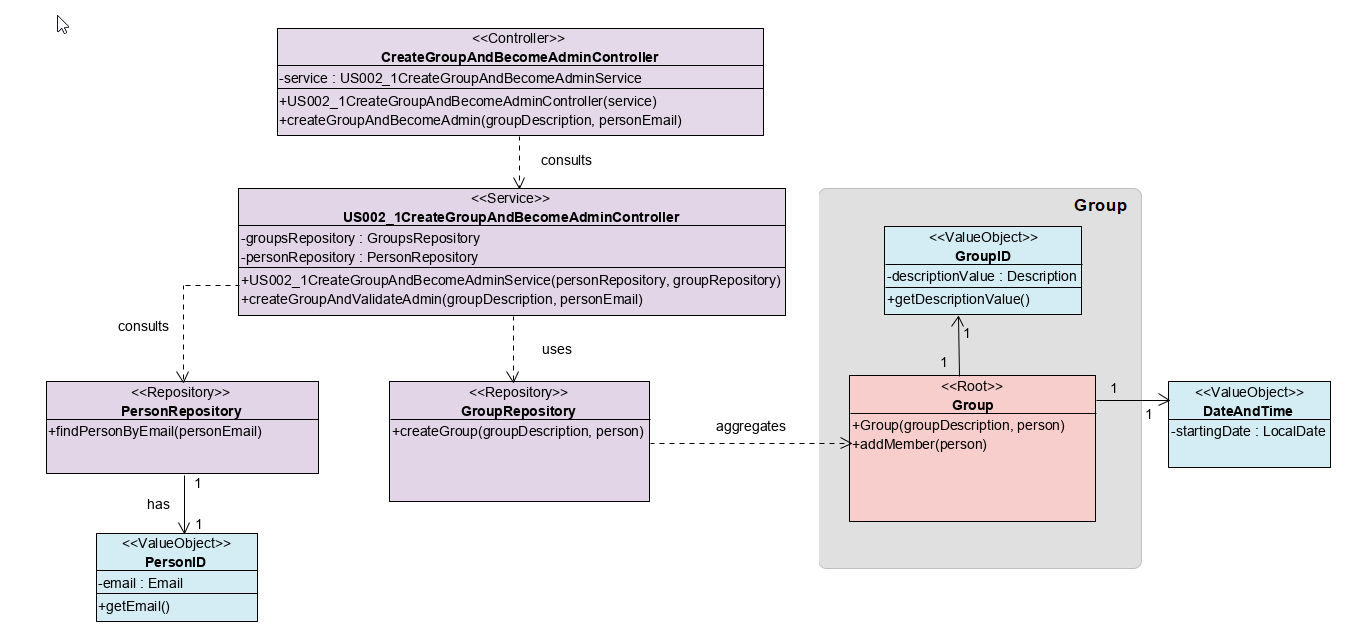 <<Controller>>
CreateGroupAndBecomeAdminController
-service : US002_1CreateGroupAndBecomeAdminService
+US002_1CreateGroupAndBecomeAdminController(service)
+createGroupAndBecomeAdmin(groupDescription, personEmail)
consults
<<Service>>
US002_1CreateGroupAndBecomeAdminController
-groupsRepository : GroupsRepository
-personRepository : PersonRepository
+US002_1CreateGroupAndBecomeAdminService(personRepository, groupRepository)
+createGroupAndValidateAdmin(groupDescription, personEmail)
consults
uses
<<Repository>>
PersonRepository
+findPersonByEmail(personEmail)
1
has
1
<<ValueObject>>
PersonID
-email : Email
+getEmail()
<<Repository>>
GroupRepository
+createGroup(groupDescription, person)
aggregates
Group
<<ValueObject>>
GroupID
-descriptionValue : Description
+getDescriptionValue()
1
1
<<Root>>
Group
+Group(groupDescription, person)
+addMember(person)
1
1
<<ValueObject>>
DateAndTime
-startingDate : LocalDate